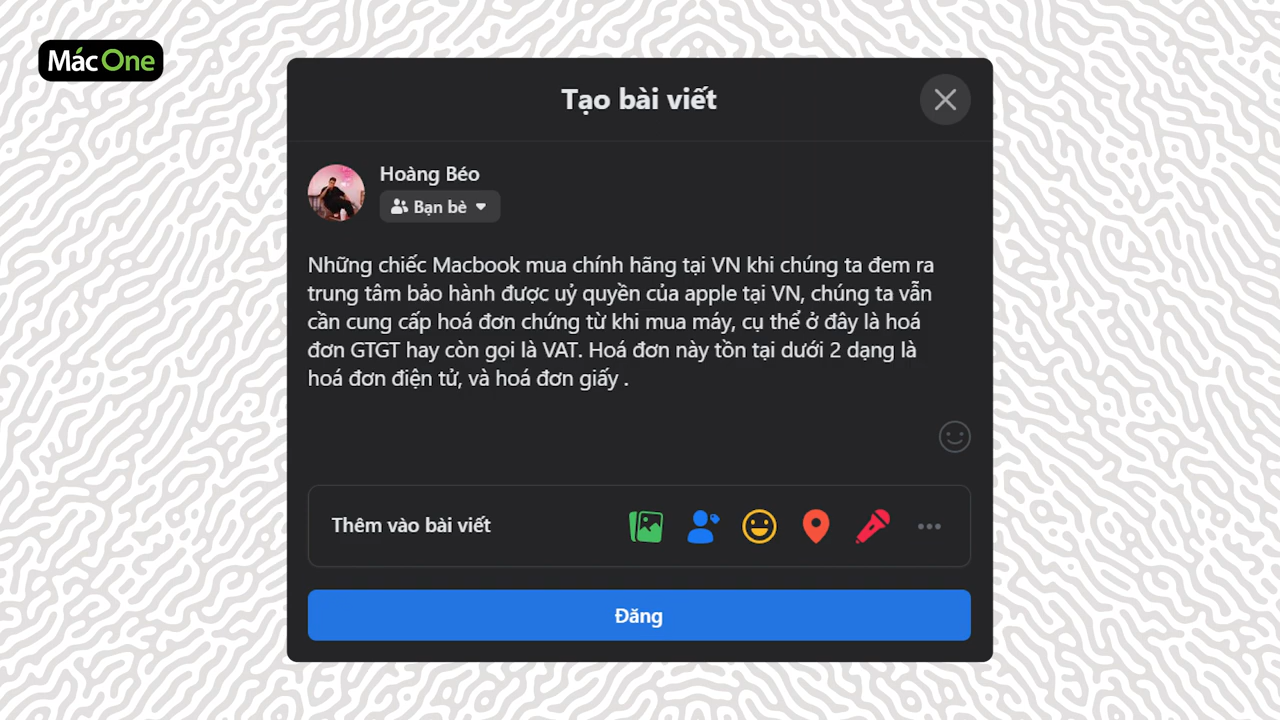 MácOne
Tạo bài viết
Hoàng Béo
Bạn bè
Những chiếc Macbook mua chính hãng tại VN khi chúng ta đem ra
trung tâm bảo hành được uỷ quyền của apple tại VN, chúng ta vẫn
cần cung cấp hoá đơn chứng từ khi mua máy, cụ thể ở đây là hoá
đơn GTGT hay còn gọi là VAT. Hoá đơn này tồn tại dưới 2 dạng là
hoá đơn điện tử, và hoá đơn giấy .
Thêm vào bài viết
Đăng